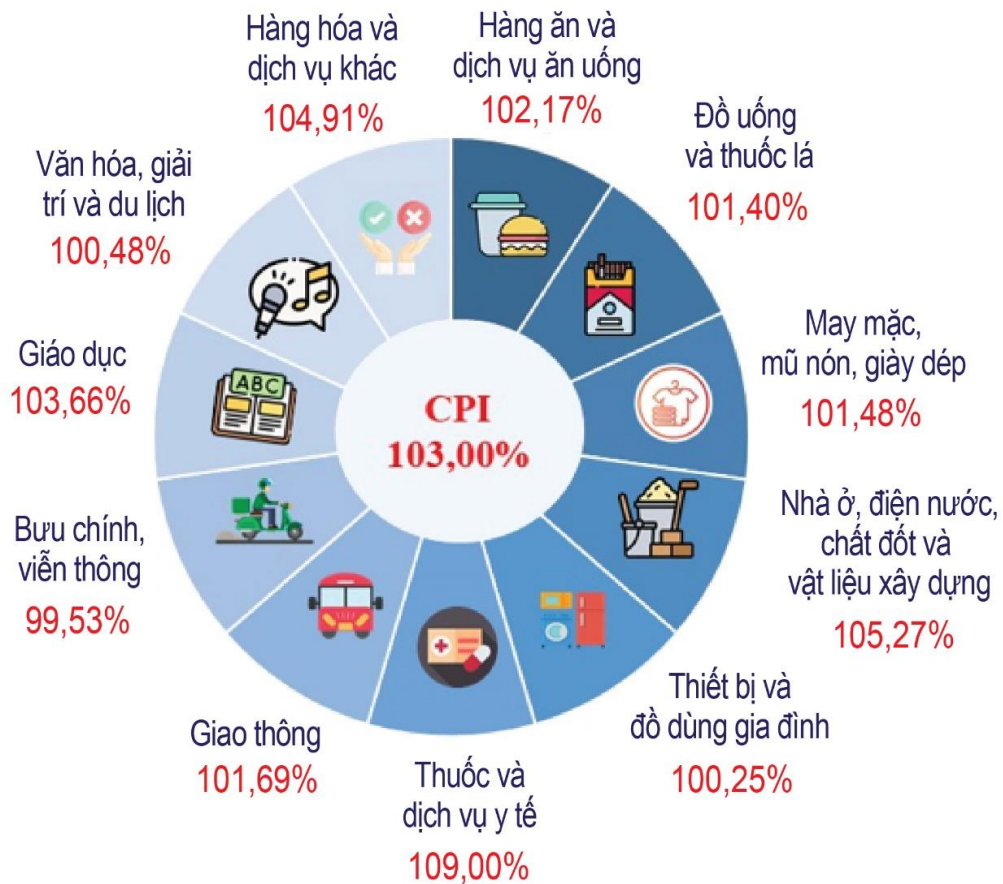 Hàng hóa và
dịch vụ khác
104,91%
Hàng ăn và
dịch vụ ăn uống
102,17%
Đồ uống
và thuốc lá
101,40%
May mặc,
mũ nón, giày dép
101,48%
Nhà ở, điện nước,
chất đốt và
vật liệu xây dựng
105,27%
Thiết bị và
đồ dùng gia đình
100,25%
Thuốc và
dịch vụ y tế
109,00%
Giao thông
101,69%
Bưu chính,
viễn thông
99,53%
Giáo dục
103,66%
Văn hóa, giải
trí và du lịch
100,48%
ABC
CPI
103,00%